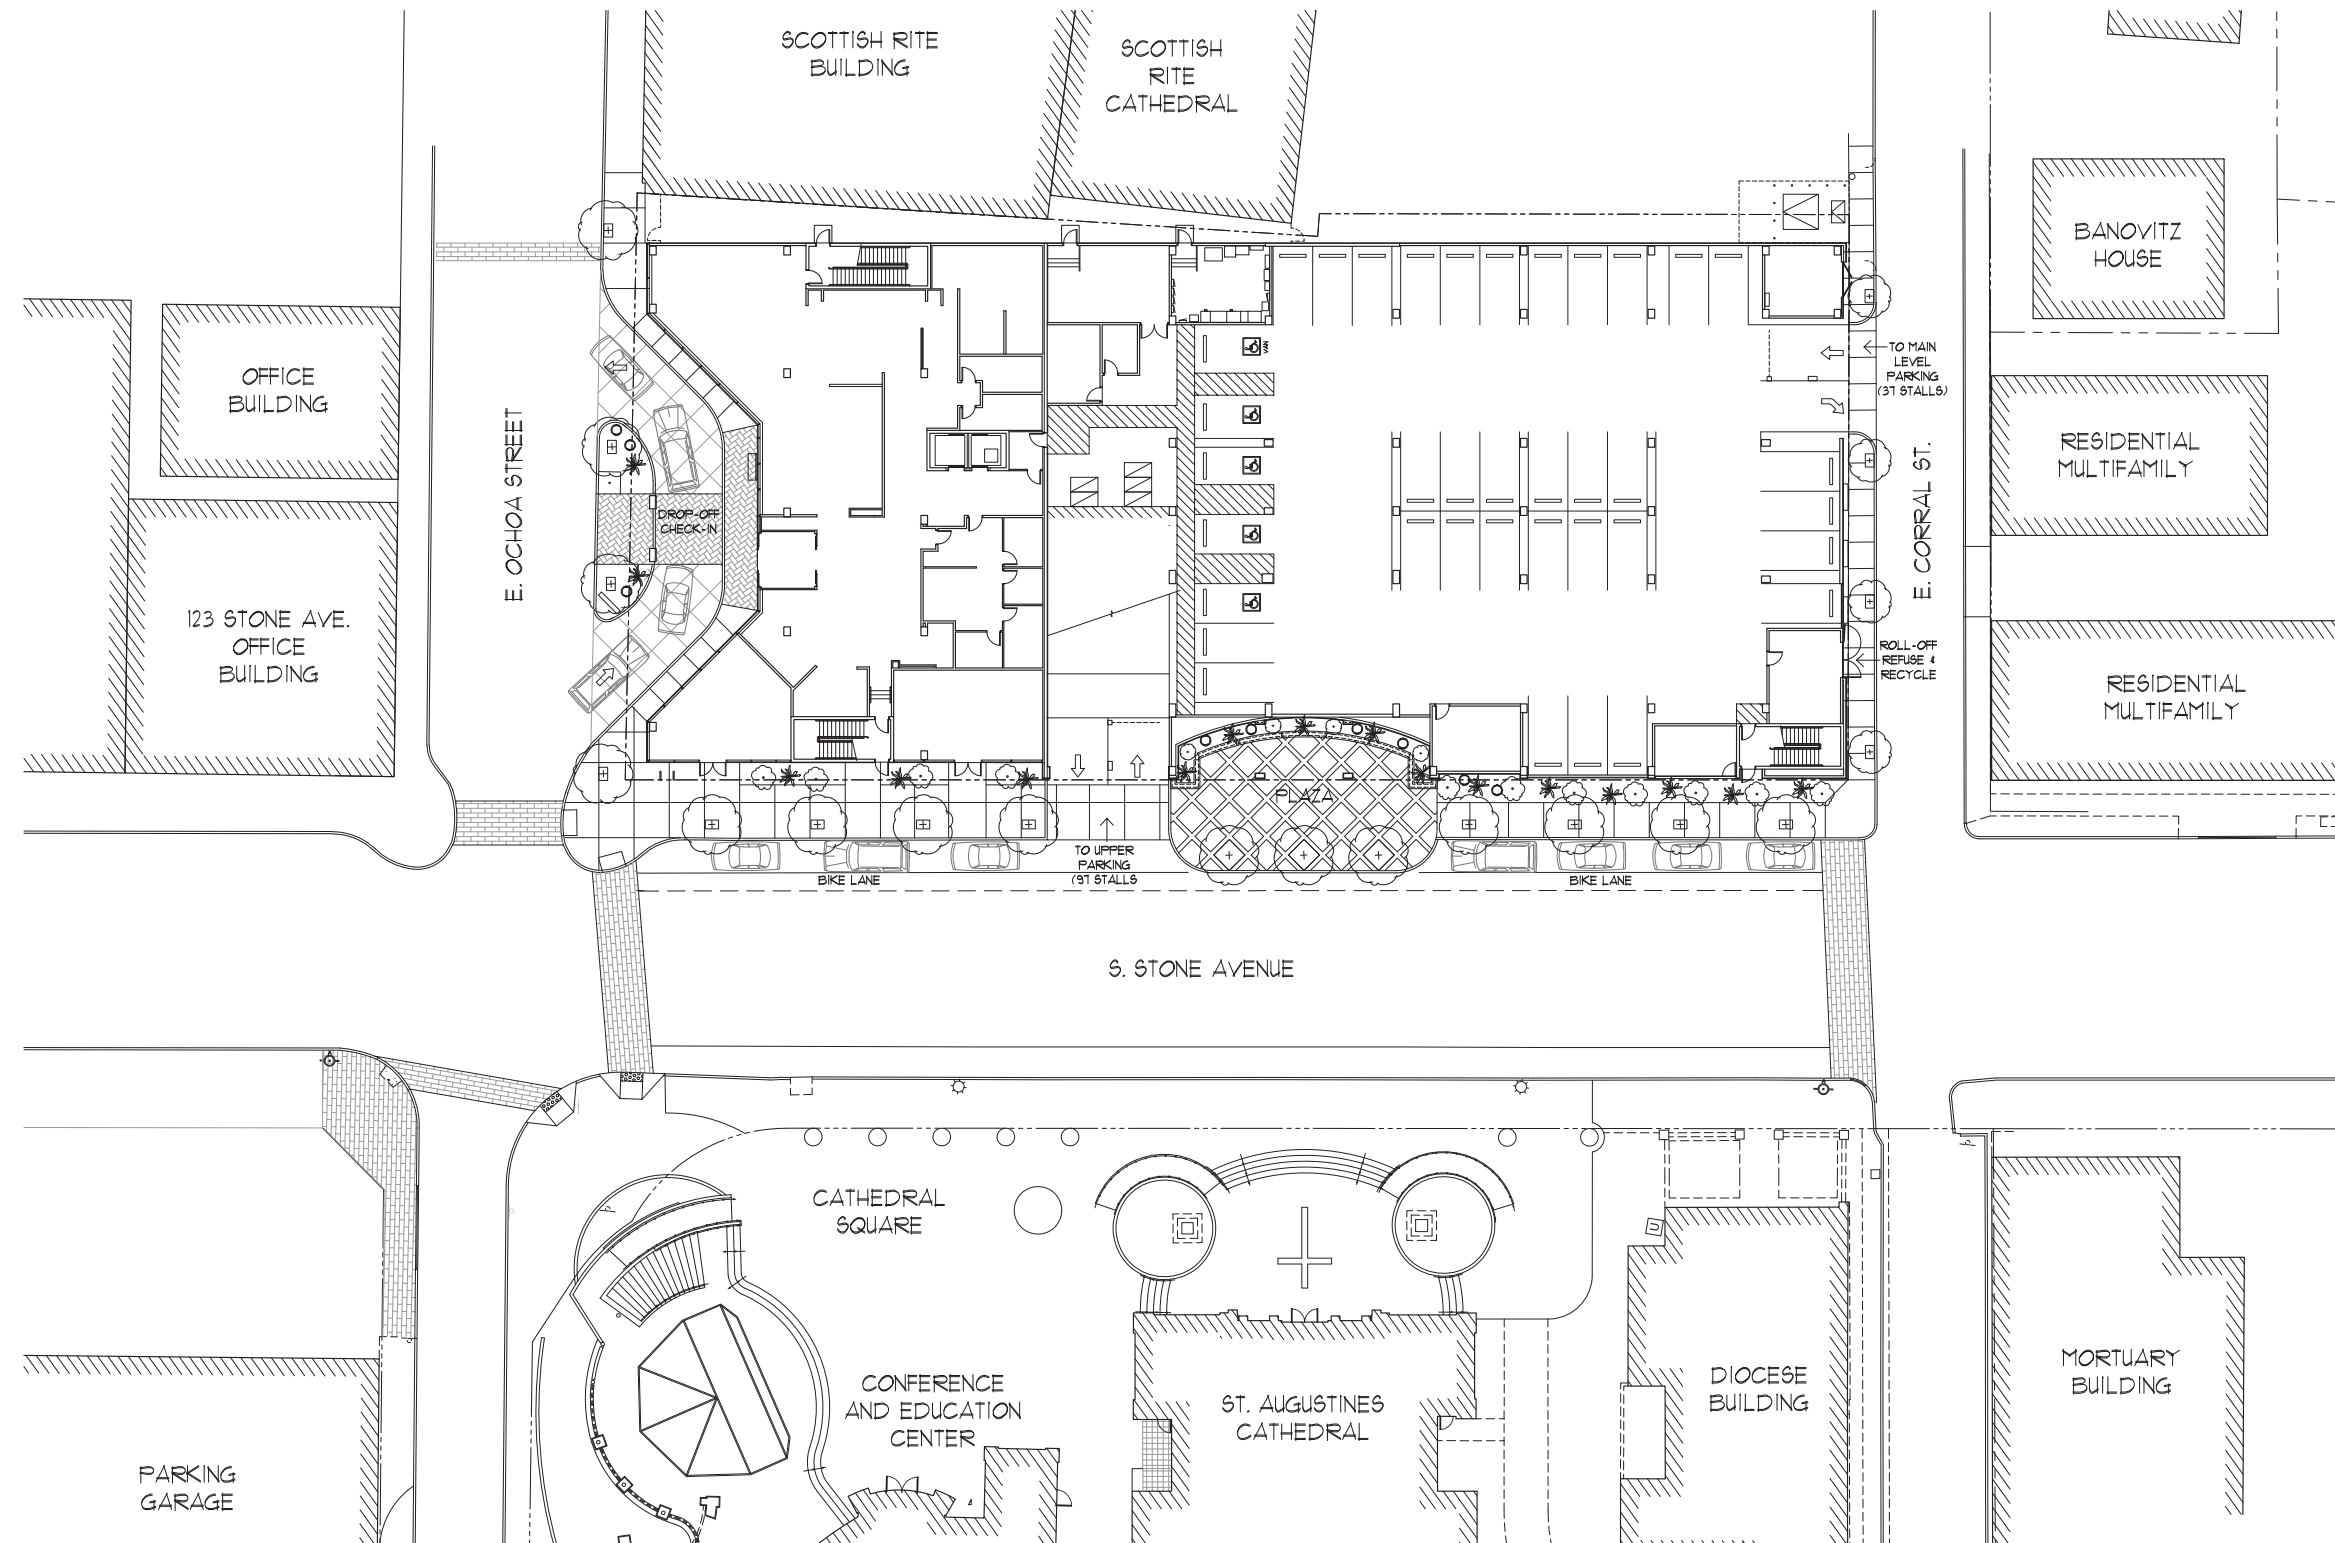 SCOTTISH RITE
BUILDING
SCOTTISH
RITE
CATHEDRAL
BANOVITZ
HOUSE
OFFICE
BUILDING
VAN
TO MAIN
LEVEL
PARKING
(37 STALLS)
E. OCHOA STREET
E. CORRAL ST.
RESIDENTIAL
MULTIFAMILY
DROP-OFF
CHECK-IN
123 STONE AVE.
OFFICE
BUILDING
ROLL-OFF
REFUSE &
RECYCLE
RESIDENTIAL
MULTIFAMILY
PLAZA
TO UPPER
PARKING
(97 STALLS
BIKE LANE
BIKE LANE
S. STONE AVENUE
CATHEDRAL
SQUARE
CONFERENCE
AND EDUCATION
CENTER
ST. AUGUSTINES
CATHEDRAL
DIOCESE
BUILDING
MORTUARY
BUILDING
PARKING
GARAGE